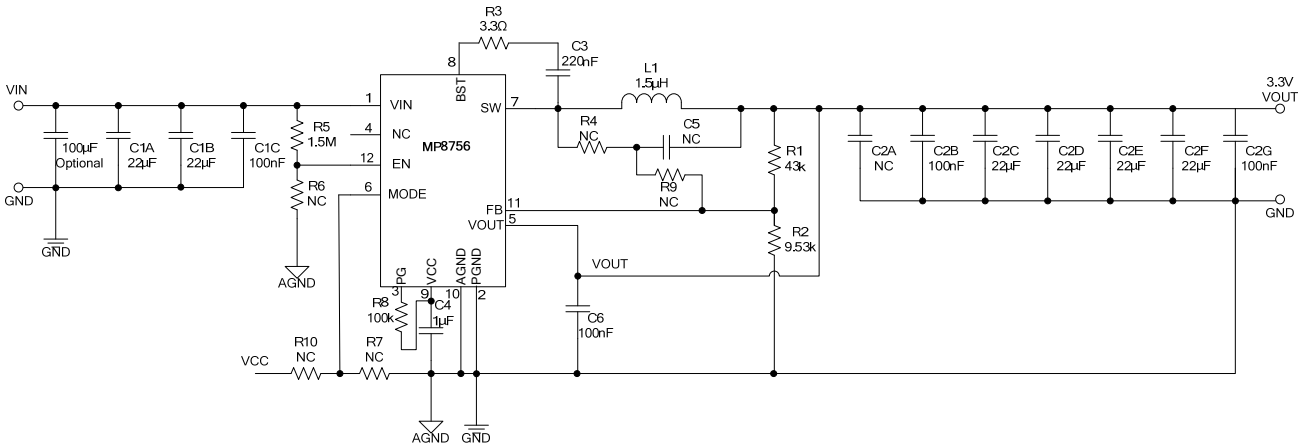 R3
3.3Ω
C3
220nF
8
BST
L1
1.5µH
VIN
1
VIN
SW
7
3.3V
VOUT
100µF
Optional
C1A
22µF
C1B
22µF
C1C
100nF
R5
1.5M
4
NC
MP8756
R4
NC
C5
NC
R1
43k
C2A
NC
C2B
100nF
C2C
22µF
C2D
22µF
C2E
22µF
C2F
22µF
C2G
100nF
12
EN
R6
NC
6
MODE
R9
NC
GND
FB
11
VOUT
5
GND
R2
9.53k
GND
AGND
PG
VCC
AGND
PGND
3
9
10
2
VOUT
R8
100k
C4
1µF
C6
100nF
VCC
R10
NC
R7
NC
AGND
GND